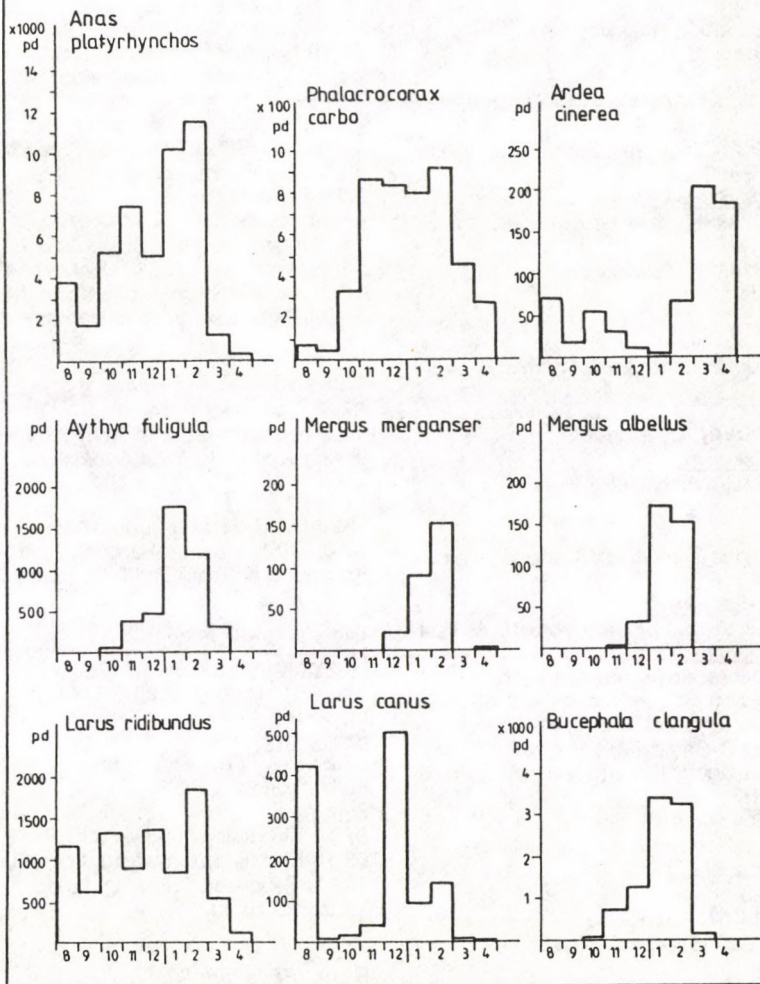 Anas
platyrhynchos
x1000
pd
14
12
10
8
6
4
2
8 9 10 11 12 1 2 3 4
Phalacrocorax
carbo
x 100
pd
10
8
6
4
2
8 9 10 11 12 1 2 3 4
Ardea
cinerea
pd
250
200
150
100
50
8 9 10 11 12 1 2 3 4
Aythya fuligula
pd
2000
1500
1000
500
8 9 10 11 12 1 2 3 4
Mergus merganser
pd
200
150
100
50
8 9 10 11 12 1 2 3 4
Mergus albellus
pd
200
150
100
50
8 9 10 11 12 1 2 3 4
Larus ridibundus
pd
2000
1500
1000
500
8 9 10 11 12 1 2 3 4
Larus canus
pd
500
400
300
200
100
8 9 10 11 12 1 2 3 4
Bucephala clangula
x1000
pd
4
3
2
1
8 9 10 11 12 1 2 3 4